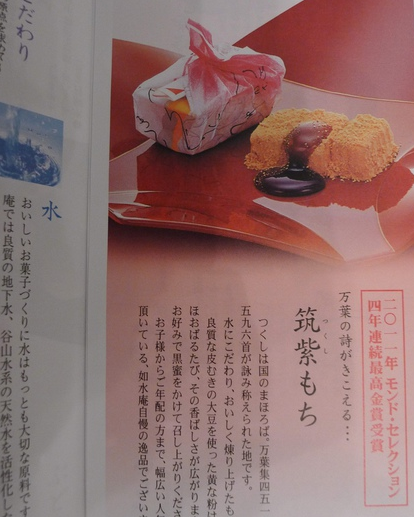 二〇一一年 モンド・セレクション
四年連続最高金賞受賞
万葉の詩がきこえる…
つくし
筑紫もち
つくしは国のまほろば。万葉集四五一
五九六首が詠み称えられた地です。
水にこだわり、おいしく煉り上げたも
良質な皮むきの大豆を使った黄な粉は
ほおばるたび、その香ばしさが広がりま
お好みで黒蜜をかけて召し上がりくださ
お子様からご年配の方まで、幅広い人
頂いている、如水庵自慢の逸品でございま
だわり
水
おいしいお菓子づくりに水はもっとも大切な原料です
庵では良質の地下水、谷山水系の天然水を活性化し